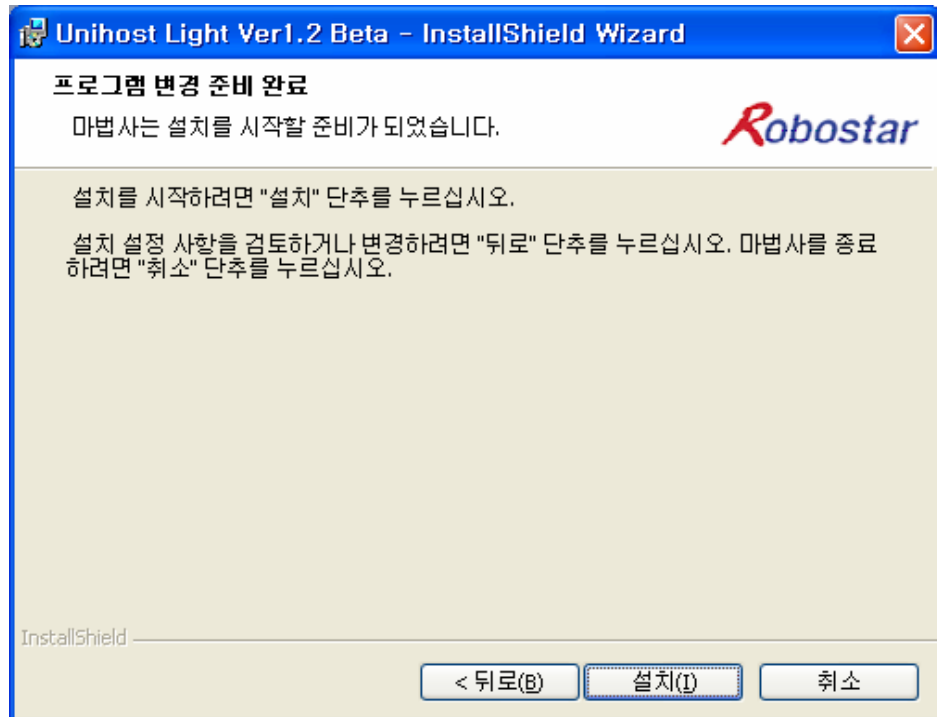 Unihost Light Ver1.2 Beta - InstallShield Wizard
프로그램 변경 준비 완료
마법사는 설치를 시작할 준비가 되었습니다.
Robostar
설치를 시작하려면 "설치" 단추를 누르십시오.
설치 설정 사항을 검토하거나 변경하려면 "뒤로" 단추를 누르십시오. 마법사를 종료
하려면 "취소" 단추를 누르십시오.
InstallShield
< 뒤로(B) 설치(I) 취소